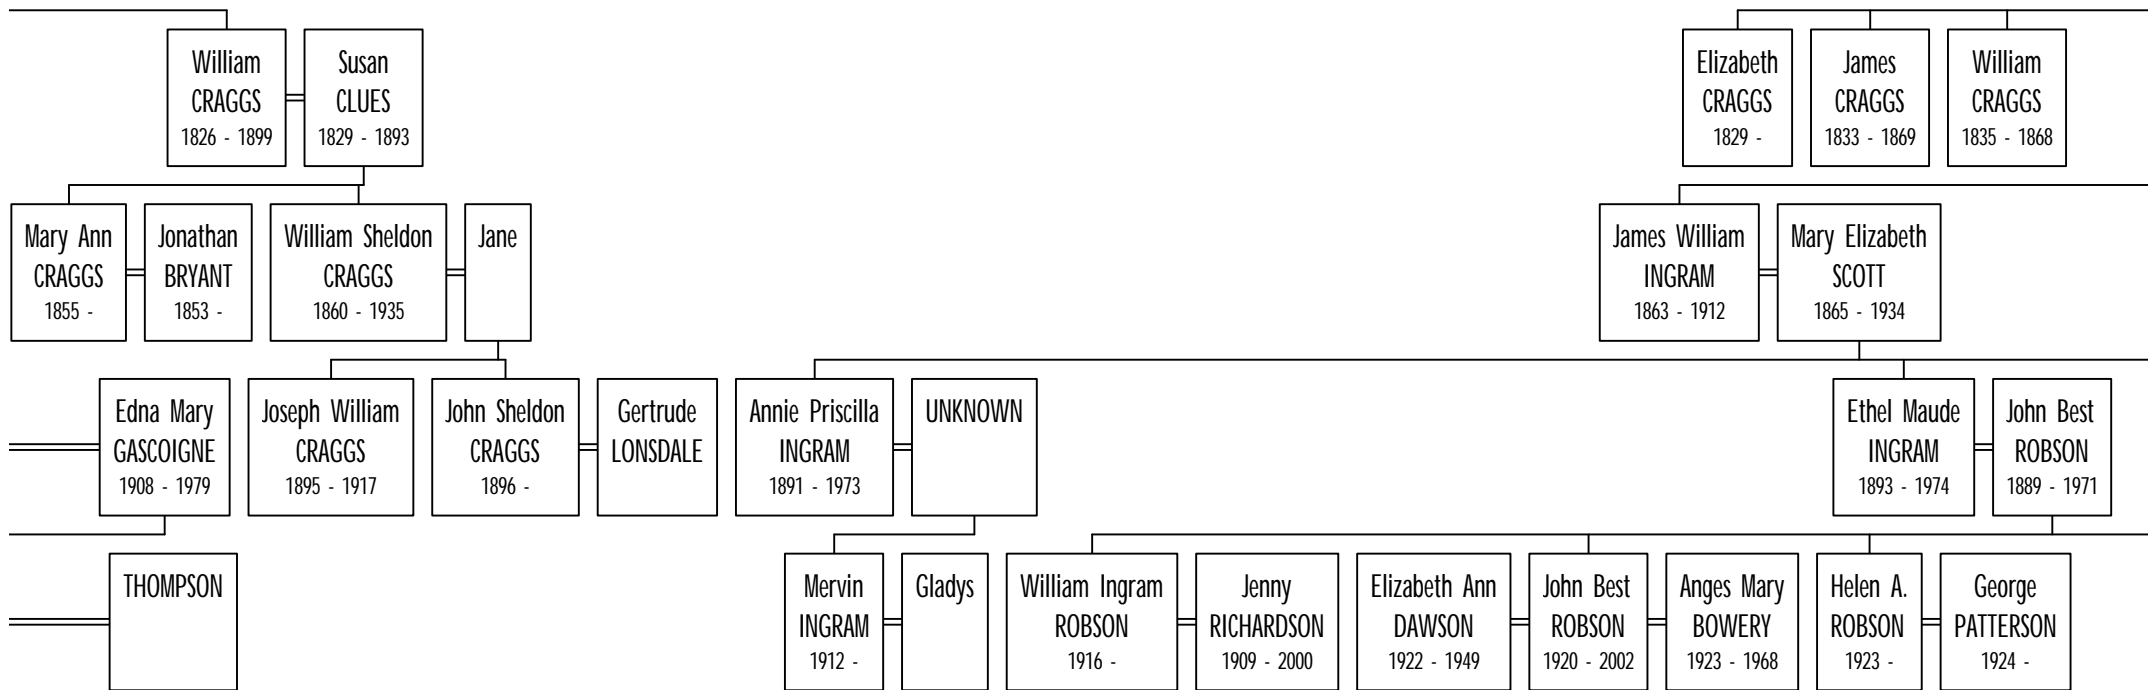 William
CRAGGS
1826 - 1899
Susan
CLUES
1829 - 1893
Elizabeth
CRAGGS
1829 -
James
CRAGGS
1833 - 1869
William
CRAGGS
1835 - 1868
Mary Ann
CRAGGS
1855 -
Jonathan
BRYANT
1853 -
William Sheldon
CRAGGS
1860 - 1935
Jane
James William
INGRAM
1863 - 1912
Mary Elizabeth
SCOTT
1865 - 1934
Edna Mary
GASCOIGNE
1908 - 1979
Joseph William
CRAGGS
1895 - 1917
John Sheldon
CRAGGS
1896 -
Gertrude
LONSDALE
Annie Priscilla
INGRAM
1891 - 1973
UNKNOWN
Ethel Maude
INGRAM
1893 - 1974
John Best
ROBSON
1889 - 1971
THOMPSON
Mervin
INGRAM
1912 -
Gladys
William Ingram
ROBSON
1916 -
Jenny
RICHARDSON
1909 - 2000
Elizabeth Ann
DAWSON
1922 - 1949
John Best
ROBSON
1920 - 2002
Anges Mary
BOWERY
1923 - 1968
Helen A.
ROBSON
1923 -
George
PATTERSON
1924 -